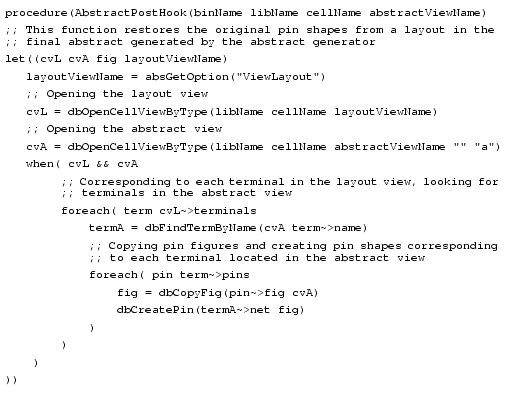 procedure(AbstractPostHook(binName libName cellName abstractViewName)
;; This function restores the original pin shapes from a layout in the
;; final abstract generated by the abstract generator
let((cvL cvA fig layoutViewName)
layoutViewName = absGetOption("ViewLayout")
;; Opening the layout view
cvL = dbOpenCellViewByType(libName cellName layoutViewName)
;; Opening the abstract view
cvA = dbOpenCellViewByType(libName cellName abstractViewName "" "a")
when( cvL && cvA
;; Corresponding to each terminal in the layout view, looking for
;; terminals in the abstract view
foreach( term cvL~>terminals
termA = dbFindTermByName(cvA term~>name)
;; Copying pin figures and creating pin shapes corresponding
;; to each terminal located in the abstract view
foreach( pin term~>pins
fig = dbCopyFig(pin~>fig cvA)
dbCreatePin(termA~>net fig)
)
)
)
))